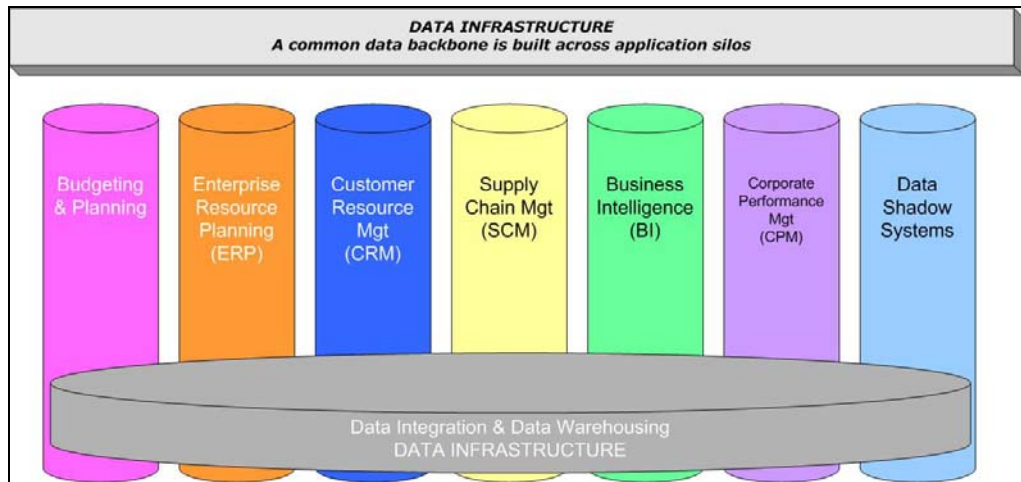 DATA INFRASTRUCTURE
A common data backbone is built across application silos
Budgeting
& Planning
Enterprise
Resource
Planning
(ERP)
Customer
Resource
Mgt
(CRM)
Supply
Chain Mgt
(SCM)
Business
Intelligence
(BI)
Corporate
Performance
Mgt
(CPM)
Data
Shadow
Systems
Data Integration & Data Warehousing
DATA INFRASTRUCTURE